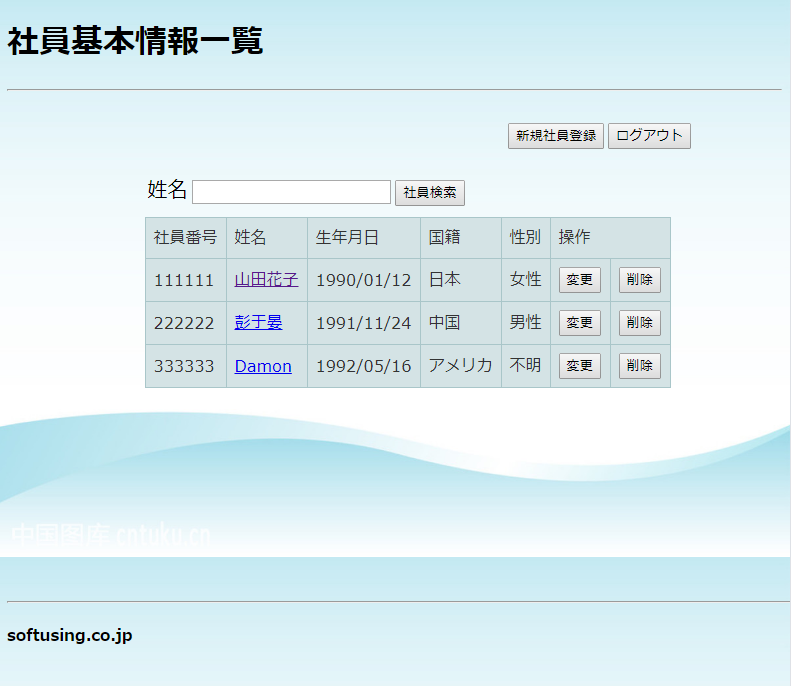 社員基本情報一覧
新規社員登録 ログアウト
姓名 社員検索
社員番号 姓名 生年月日 国籍 性別 操作
111111 山田花子 1990/01/12 日本 女性 変更 削除
222222 彭于晏 1991/11/24 中国 男性 変更 削除
333333 Damon 1992/05/16 アメリカ 不明 変更 削除
中国图库 cntuku.cn
softusing.co.jp